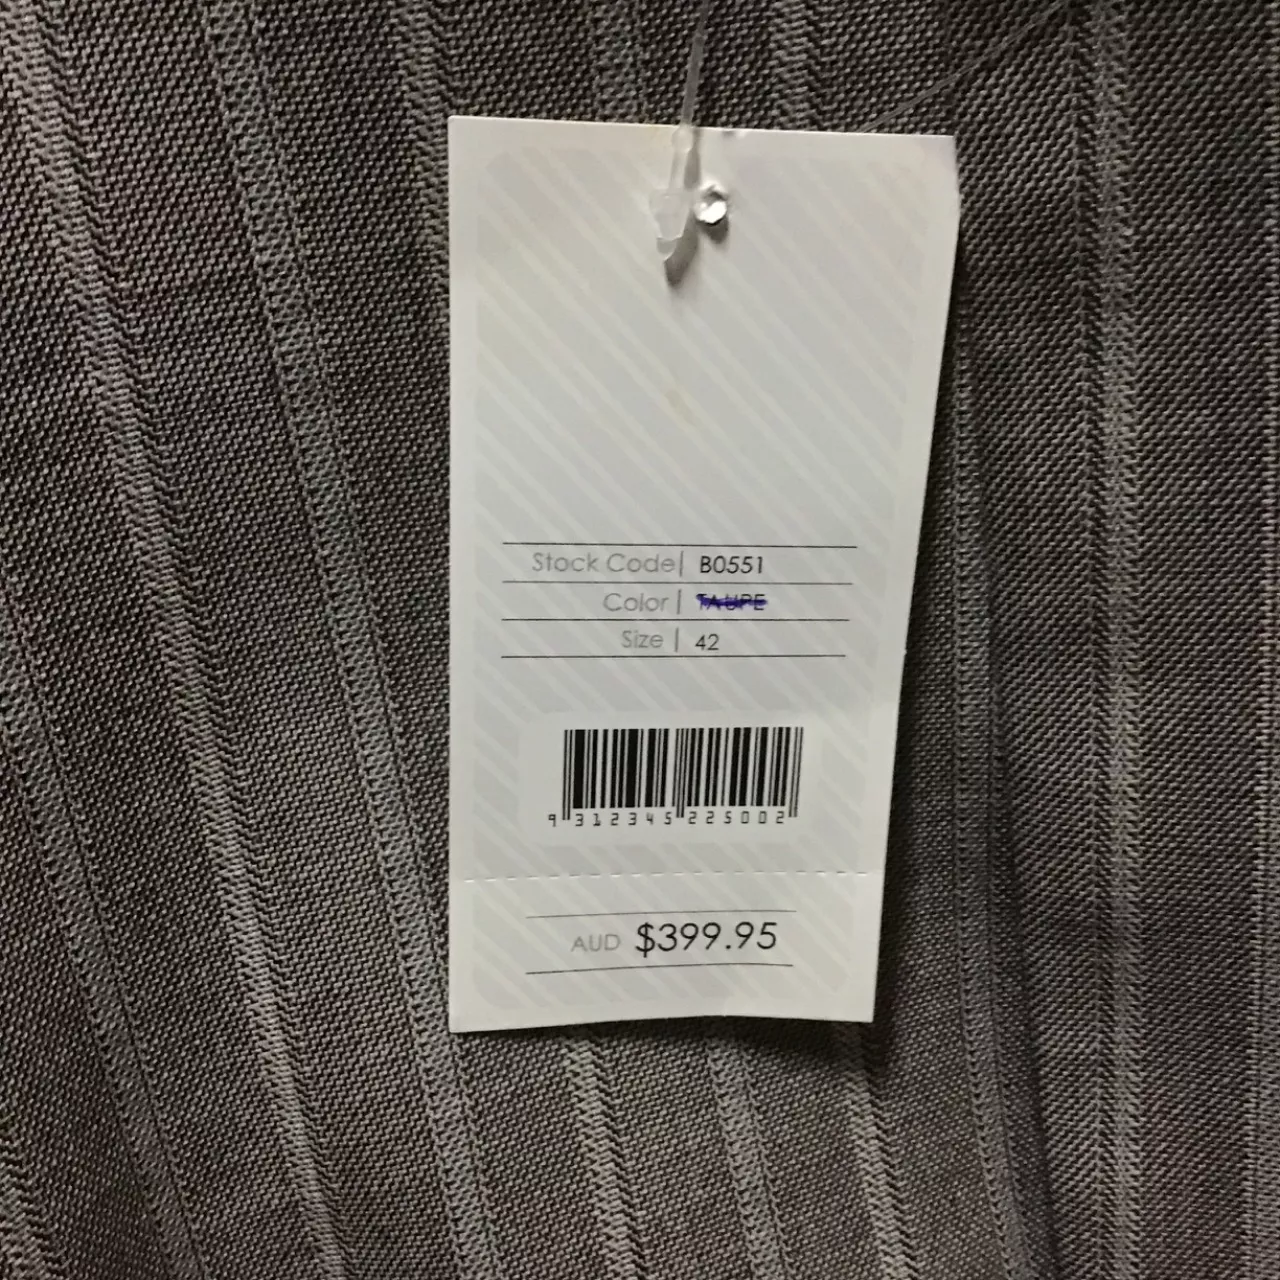 Stock Code| B0551
Color | TAUPE
Size | 42
9 312345 225002
AUD $399.95